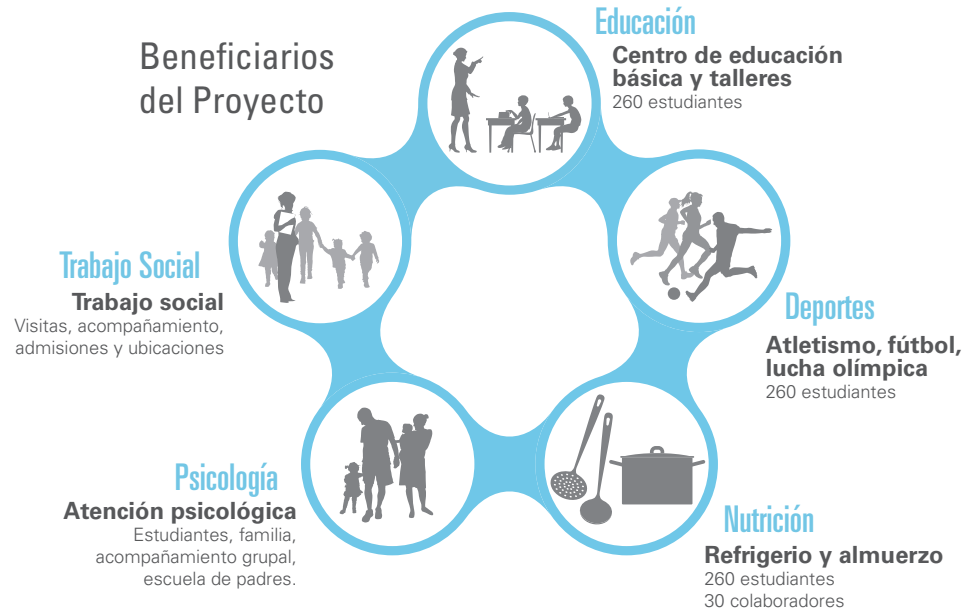 Beneficiarios
del Proyecto
Educación
Centro de educación
básica y talleres
260 estudiantes
Deportes
Atletismo, fútbol,
lucha olímpica
260 estudiantes
Nutrición
Refrigerio y almuerzo
260 estudiantes
30 colaboradores
Psicología
Atención psicológica
Estudiantes, familia,
acompañamiento grupal,
escuela de padres.
Trabajo Social
Trabajo social
Visitas, acompañamiento,
admisiones y ubicaciones